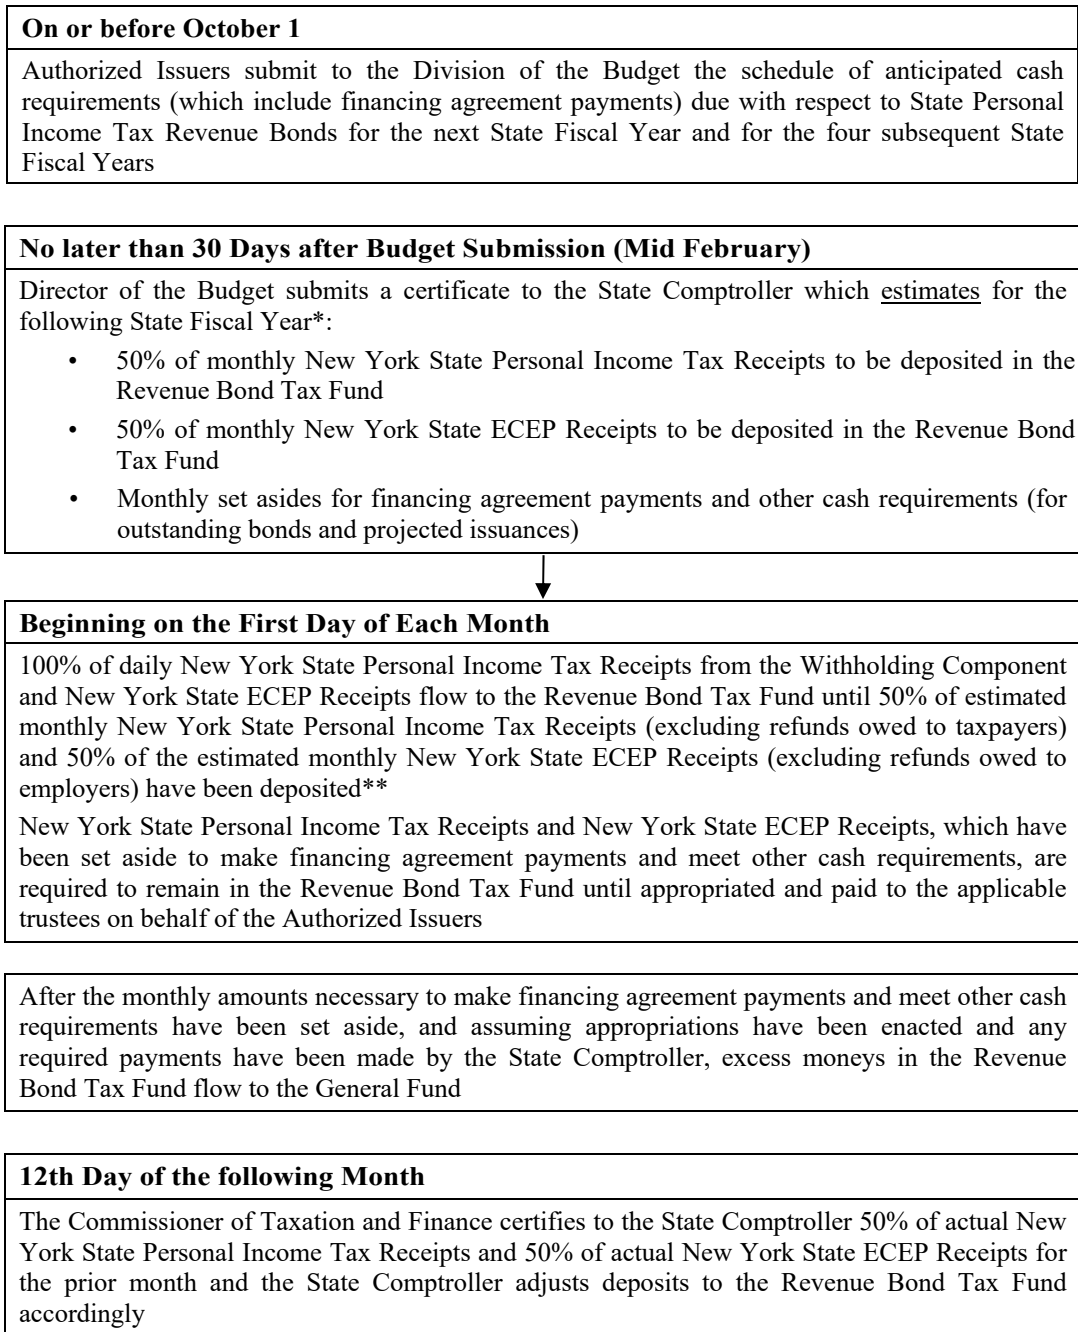 On or before October 1
Authorized Issuers submit to the Division of the Budget the schedule of anticipated cash
requirements (which include financing agreement payments) due with respect to State Personal
Income Tax Revenue Bonds for the next State Fiscal Year and for the four subsequent State
Fiscal Years
No later than 30 Days after Budget Submission (Mid February)
Director of the Budget submits a certificate to the State Comptroller which estimates for the
following State Fiscal Year*:
• 50% of monthly New York State Personal Income Tax Receipts to be deposited in the
Revenue Bond Tax Fund
• 50% of monthly New York State ECEP Receipts to be deposited in the Revenue Bond
Tax Fund
• Monthly set asides for financing agreement payments and other cash requirements (for
outstanding bonds and projected issuances)
Beginning on the First Day of Each Month
100% of daily New York State Personal Income Tax Receipts from the Withholding Component
and New York State ECEP Receipts flow to the Revenue Bond Tax Fund until 50% of estimated
monthly New York State Personal Income Tax Receipts (excluding refunds owed to taxpayers)
and 50% of the estimated monthly New York State ECEP Receipts (excluding refunds owed to
employers) have been deposited**
New York State Personal Income Tax Receipts and New York State ECEP Receipts, which have
been set aside to make financing agreement payments and meet other cash requirements, are
required to remain in the Revenue Bond Tax Fund until appropriated and paid to the applicable
trustees on behalf of the Authorized Issuers
After the monthly amounts necessary to make financing agreement payments and meet other cash
requirements have been set aside, and assuming appropriations have been enacted and any
required payments have been made by the State Comptroller, excess moneys in the Revenue
Bond Tax Fund flow to the General Fund
12th Day of the following Month
The Commissioner of Taxation and Finance certifies to the State Comptroller 50% of actual New
York State Personal Income Tax Receipts and 50% of actual New York State ECEP Receipts for
the prior month and the State Comptroller adjusts deposits to the Revenue Bond Tax Fund
accordingly